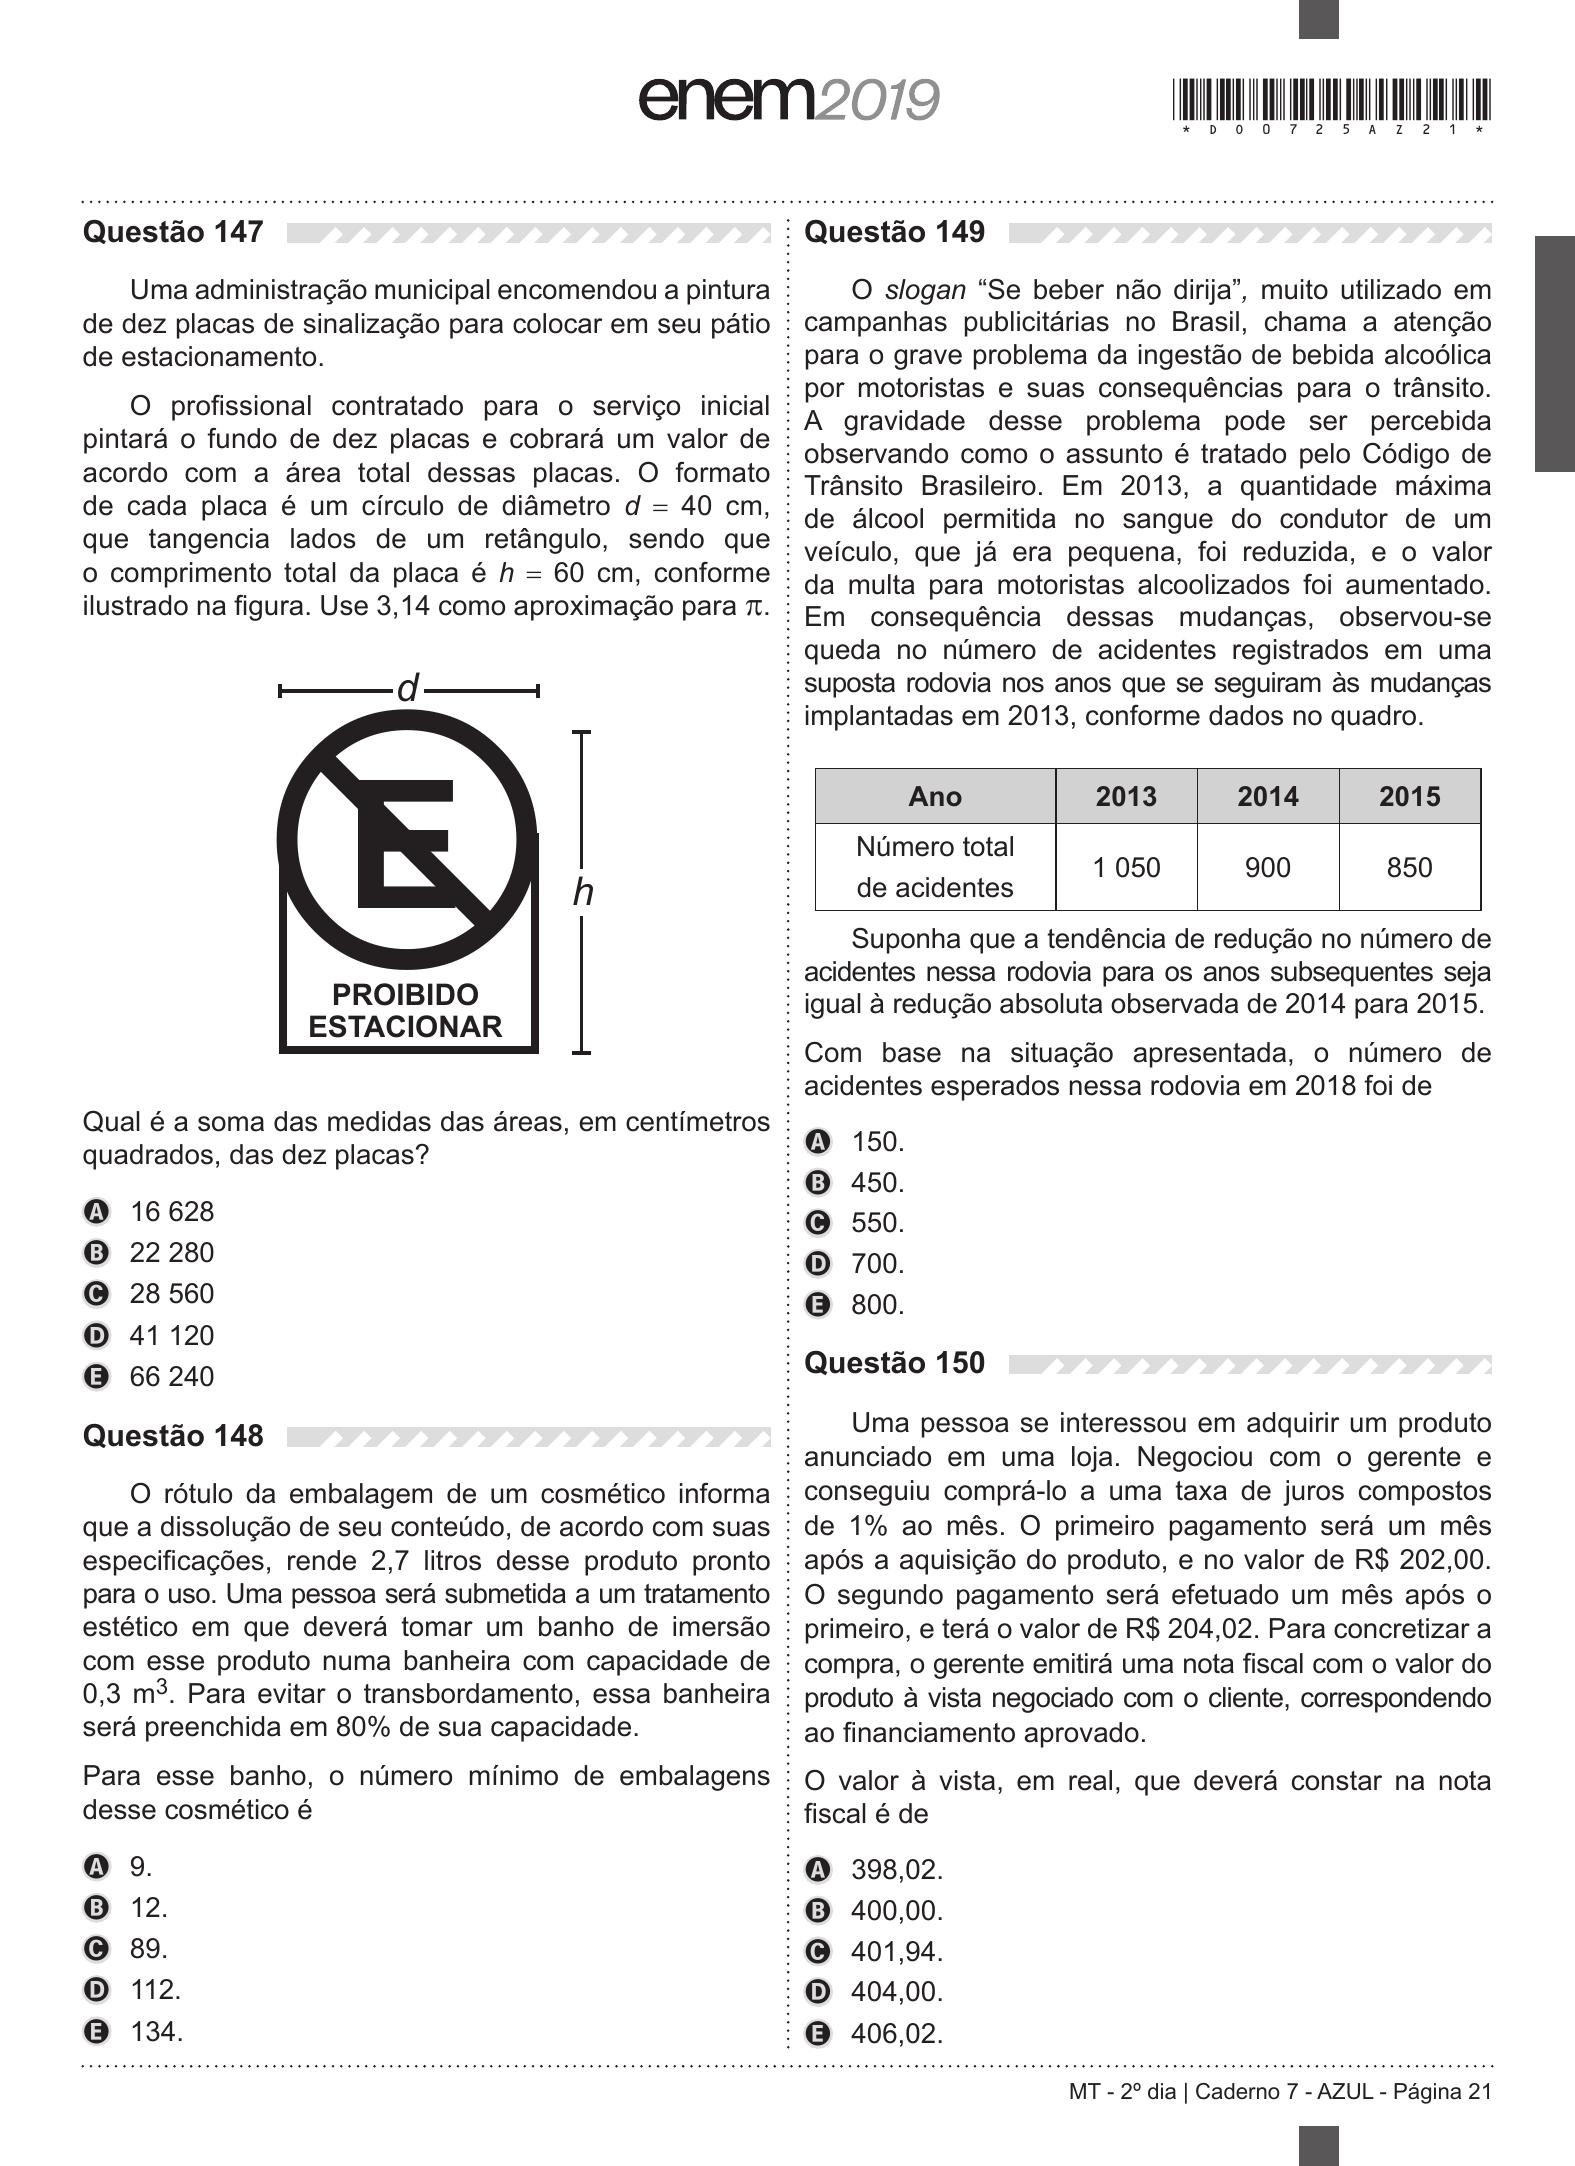 enem2019
*D00725AZ21*
Questão 147
Uma administração municipal encomendou a pintura
de dez placas de sinalização para colocar em seu pátio
de estacionamento.
O profissional contratado para o serviço inicial
pintará o fundo de dez placas e cobrará um valor de
acordo com a área total dessas placas. O formato
de cada placa é um círculo de diâmetro d = 40 cm,
que tangencia lados de um retângulo, sendo que
o comprimento total da placa é h = 60 cm, conforme
ilustrado na figura. Use 3,14 como aproximação para π.
d
E
h
PROIBIDO
ESTACIONAR
Qual é a soma das medidas das áreas, em centímetros
quadrados, das dez placas?
A 16 628
B 22 280
C 28 560
D 41 120
E 66 240
Questão 148
O rótulo da embalagem de um cosmético informa
que a dissolução de seu conteúdo, de acordo com suas
especificações, rende 2,7 litros desse produto pronto
para o uso. Uma pessoa será submetida a um tratamento
estético em que deverá tomar um banho de imersão
com esse produto numa banheira com capacidade de
0,3 m³. Para evitar o transbordamento, essa banheira
será preenchida em 80% de sua capacidade.
Para esse banho, o número mínimo de embalagens
desse cosmético é
A 9.
B 12.
C 89.
D 112.
E 134.
Questão 149
O slogan “Se beber não dirija”, muito utilizado em
campanhas publicitárias no Brasil, chama a atenção
para o grave problema da ingestão de bebida alcoólica
por motoristas e suas consequências para o trânsito.
A gravidade desse problema pode ser percebida
observando como o assunto é tratado pelo Código de
Trânsito Brasileiro. Em 2013, a quantidade máxima
de álcool permitida no sangue do condutor de um
veículo, que já era pequena, foi reduzida, e o valor
da multa para motoristas alcoolizados foi aumentado.
Em consequência dessas mudanças, observou-se
queda no número de acidentes registrados em uma
suposta rodovia nos anos que se seguiram às mudanças
implantadas em 2013, conforme dados no quadro.
Ano 2013 2014 2015
Número total
de acidentes 1 050 900 850
Suponha que a tendência de redução no número de
acidentes nessa rodovia para os anos subsequentes seja
igual à redução absoluta observada de 2014 para 2015.
Com base na situação apresentada, o número de
acidentes esperados nessa rodovia em 2018 foi de
A 150.
B 450.
C 550.
D 700.
E 800.
Questão 150
Uma pessoa se interessou em adquirir um produto
anunciado em uma loja. Negociou com o gerente e
conseguiu comprá-lo a uma taxa de juros compostos
de 1% ao mês. O primeiro pagamento será um mês
após a aquisição do produto, e no valor de R$ 202,00.
O segundo pagamento será efetuado um mês após o
primeiro, e terá o valor de R$ 204,02. Para concretizar a
compra, o gerente emitirá uma nota fiscal com o valor do
produto à vista negociado com o cliente, correspondendo
ao financiamento aprovado.
O valor à vista, em real, que deverá constar na nota
fiscal é de
A 398,02.
B 400,00.
C 401,94.
D 404,00.
E 406,02.
MT - 2º dia | Caderno 7 - AZUL - Página 21